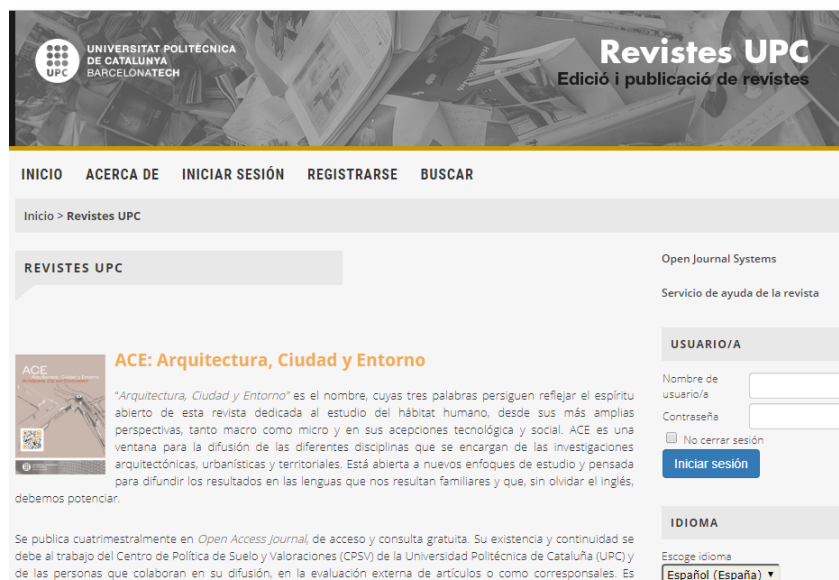 UNIVERSITAT POLITÈCNICA
DE CATALUNYA
BARCELONATECH
UPC
Revistes UPC
Edició i publicació de revistes
INICIO ACERCA DE INICIAR SESIÓN REGISTRARSE BUSCAR
Inicio > Revistes UPC
REVISTES UPC
ACE: Arquitectura, Ciudad y Entorno
ACE
"Arquitectura, Ciudad y Entorno" es el nombre, cuyas tres palabras persiguen reflejar el espíritu
abierto de esta revista dedicada al estudio del hábitat humano, desde sus más amplias
perspectivas, tanto macro como micro y en sus acepciones tecnológica y social. ACE es una
ventana para la difusión de las diferentes disciplinas que se encargan de las investigaciones
arquitectónicas, urbanísticas y territoriales. Está abierta a nuevos enfoques de estudio y pensada
para difundir los resultados en las lenguas que nos resultan familiares y que, sin olvidar el inglés,
debemos potenciar.
Se publica cuatrimestralmente en Open Access Journal, de acceso y consulta gratuita. Su existencia y continuidad se
debe al trabajo del Centro de Política de Suelo y Valoraciones (CPSV) de la Universidad Politécnica de Cataluña (UPC) y
de las personas que colaboran en su difusión, en la evaluación externa de artículos o como corresponsales. Es
Open Journal Systems
Servicio de ayuda de la revista
USUARIO/A
Nombre de
usuario/a
Contraseña
No cerrar sesión
Iniciar sesión
IDIOMA
Escoge idioma
Español (España)